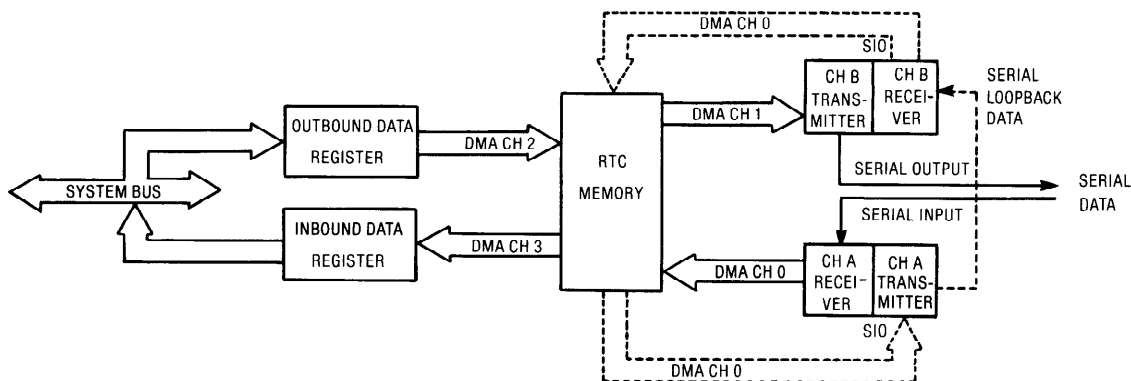 DMA CH 0
SIO
CH B
TRANS-
MITTER
CH B
RECEI-
VER
SERIAL
LOOPBACK
DATA
OUTBOUND DATA
REGISTER
DMA CH 2
DMA CH 1
RTC
MEMORY
SYSTEM BUS
SERIAL OUTPUT
SERIAL
DATA
SERIAL INPUT
INBOUND DATA
REGISTER
DMA CH 3
DMA CH 0
CH A
RECEI-
VER
CH A
TRANS-
MITTER
SIO
DMA CH 0